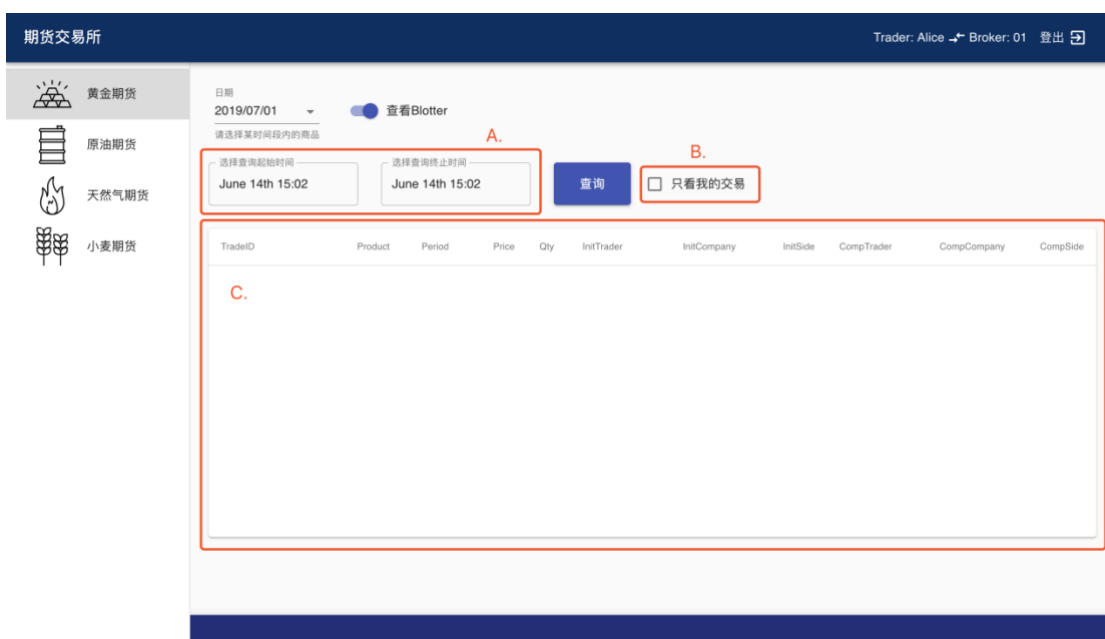 期货交易所
Trader: Alice Broker: 01 登出
黄金期货
原油期货
天然气期货
小麦期货
日期
2019/07/01
查看Blotter
请选择某时间段内的商品
A.
选择查询起始时间
June 14th 15:02
选择查询终止时间
June 14th 15:02
查询
B.
只看我的交易
TradeID Product Period Price Qty InitTrader InitCompany InitSide CompTrader CompCompany CompSide
C.